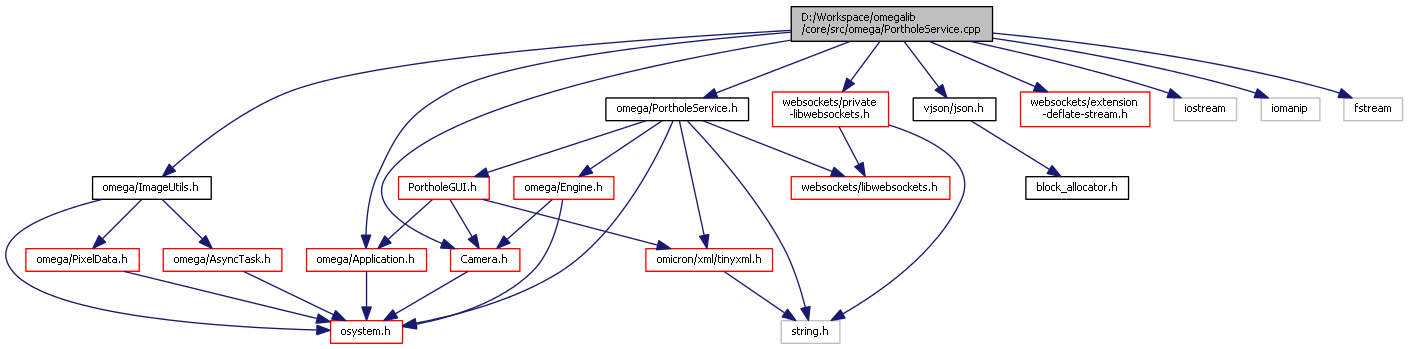 D:/Workspace/omegalib
/core/src/omega/PortholeService.cpp
omega/PortholeService.h
websockets/private
-libwebsockets.h
vjson/json.h
websockets/extension
-deflate-stream.h
iostream
iomanip
fstream
omega/ImageUtils.h
PortholeGUI.h
omega/Engine.h
websockets/libwebsockets.h
block_allocator.h
omega/PixelData.h
omega/AsyncTask.h
omega/Application.h
Camera.h
omicron/xml/tinyxml.h
osystem.h
string.h